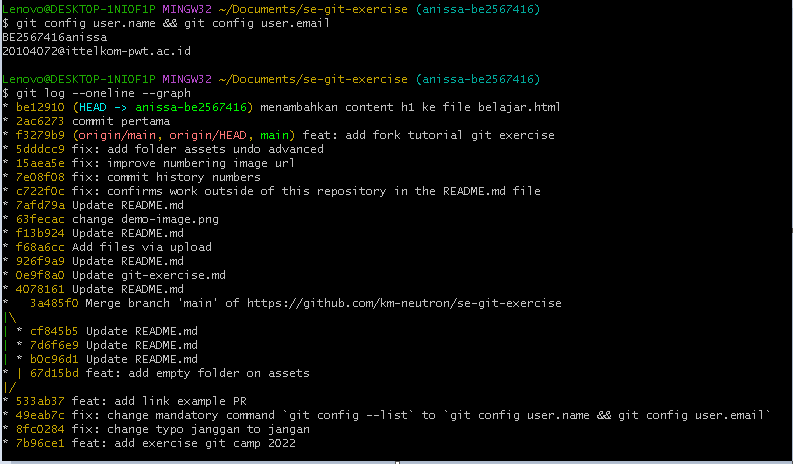 Lenovo@DESKTOP-1NIOF1P MINGW32 ~/Documents/se-git-exercise (anissa-be2567416)
$ git config user.name && git config user.email
BE2567416anissa
20104072@ittelkom-pwt.ac.id
Lenovo@DESKTOP-1NIOF1P MINGW32 ~/Documents/se-git-exercise (anissa-be2567416)
$ git log --oneline --graph
* be12910 (HEAD -> anissa-be2567416) menambahkan content h1 ke file belajar.html
* 2ac6273 commit pertama
* f3279b9 (origin/main, origin/HEAD, main) feat: add fork tutorial git exercise
* 5dddcc9 fix: add folder assets undo advanced
* 15aea5e fix: improve numbering image url
* 7e08f08 fix: commit history numbers
* c722f0c fix: confirms work outside of this repository in the README.md file
* 7afd79a Update README.md
* 63fecac change demo-image.png
* f13b924 Update README.md
* f68a6cc Add files via upload
* 926f9a9 Update README.md
* 0e9f8a0 Update git-exercise.md
* 4078161 Update README.md
*   3a485f0 Merge branch 'main' of https://github.com/km-neutron/se-git-exercise
|\
| * cf845b5 Update README.md
| * 7d6f6e9 Update README.md
| * b0c96d1 Update README.md
* | 67d15bd feat: add empty folder on assets
|/
* 533ab37 feat: add link example PR
* 49eab7c fix: change mandatory command `git config --list` to `git config user.name && git config user.email`
* 8fc0284 fix: change typo janggan to jangan
* 7b96ce1 feat: add exercise git camp 2022